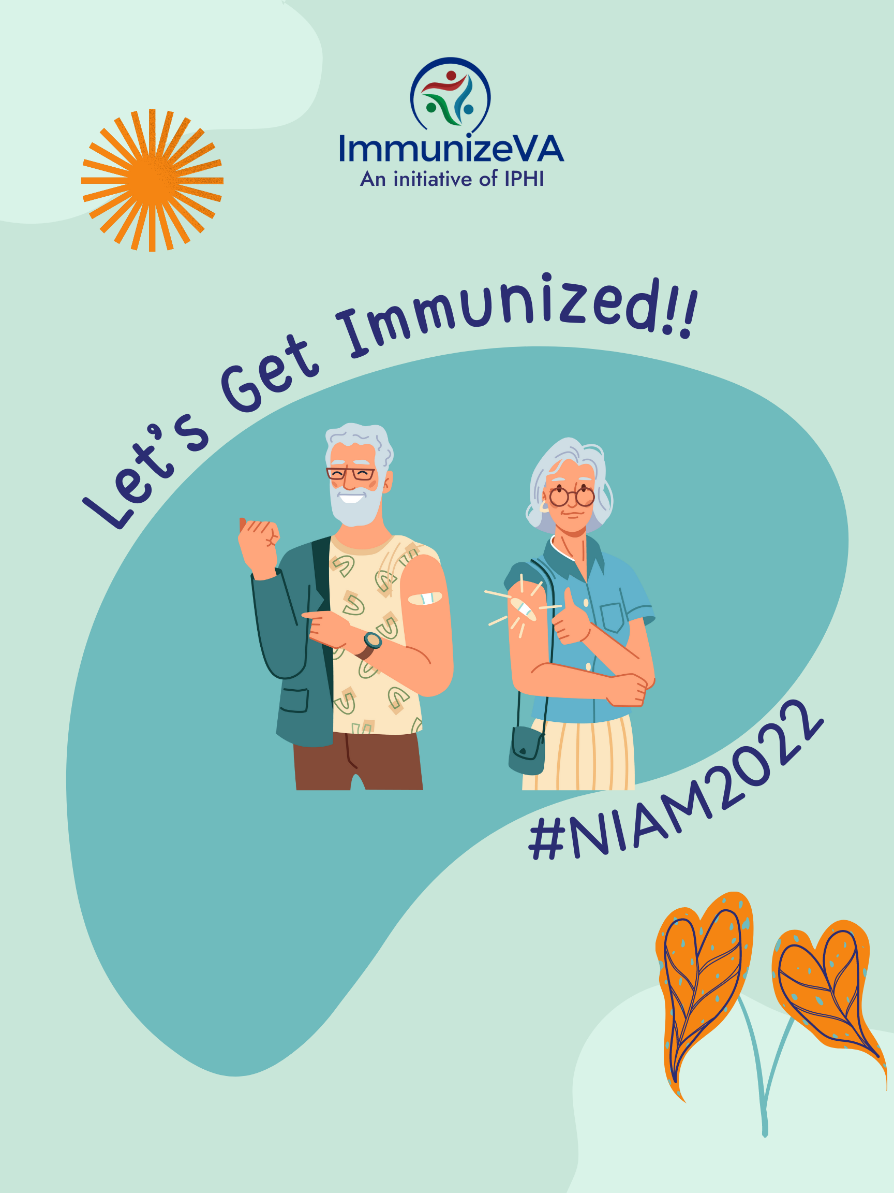 ImmunizeVA
An initiative of IPHI
Let's Get Immunized!!
#NIAM2022